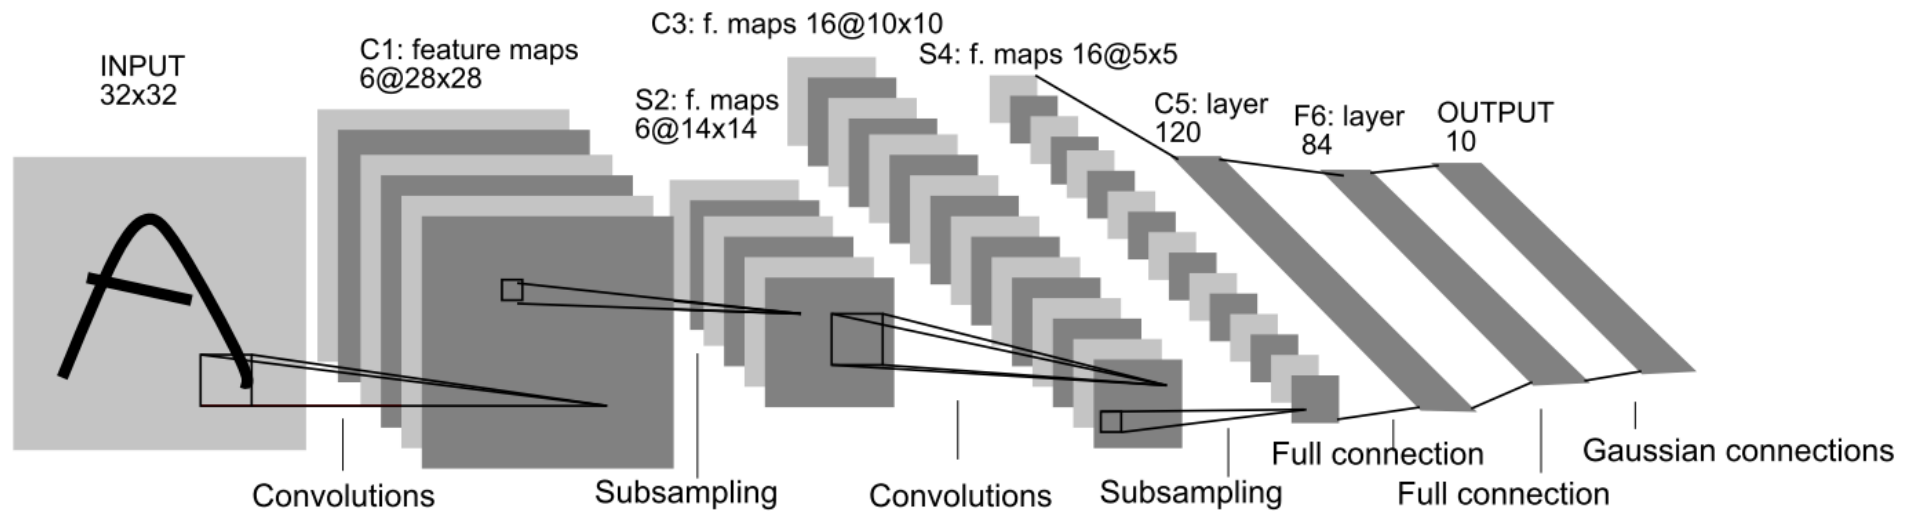 INPUT
32x32
C1: feature maps
6@28x28
S2: f. maps
6@14x14
C3: f. maps 16@10x10
S4: f. maps 16@5x5
C5: layer
120
F6: layer
84
OUTPUT
10
Convolutions
Subsampling
Convolutions
Subsampling
Full connection
Full connection
Gaussian connections